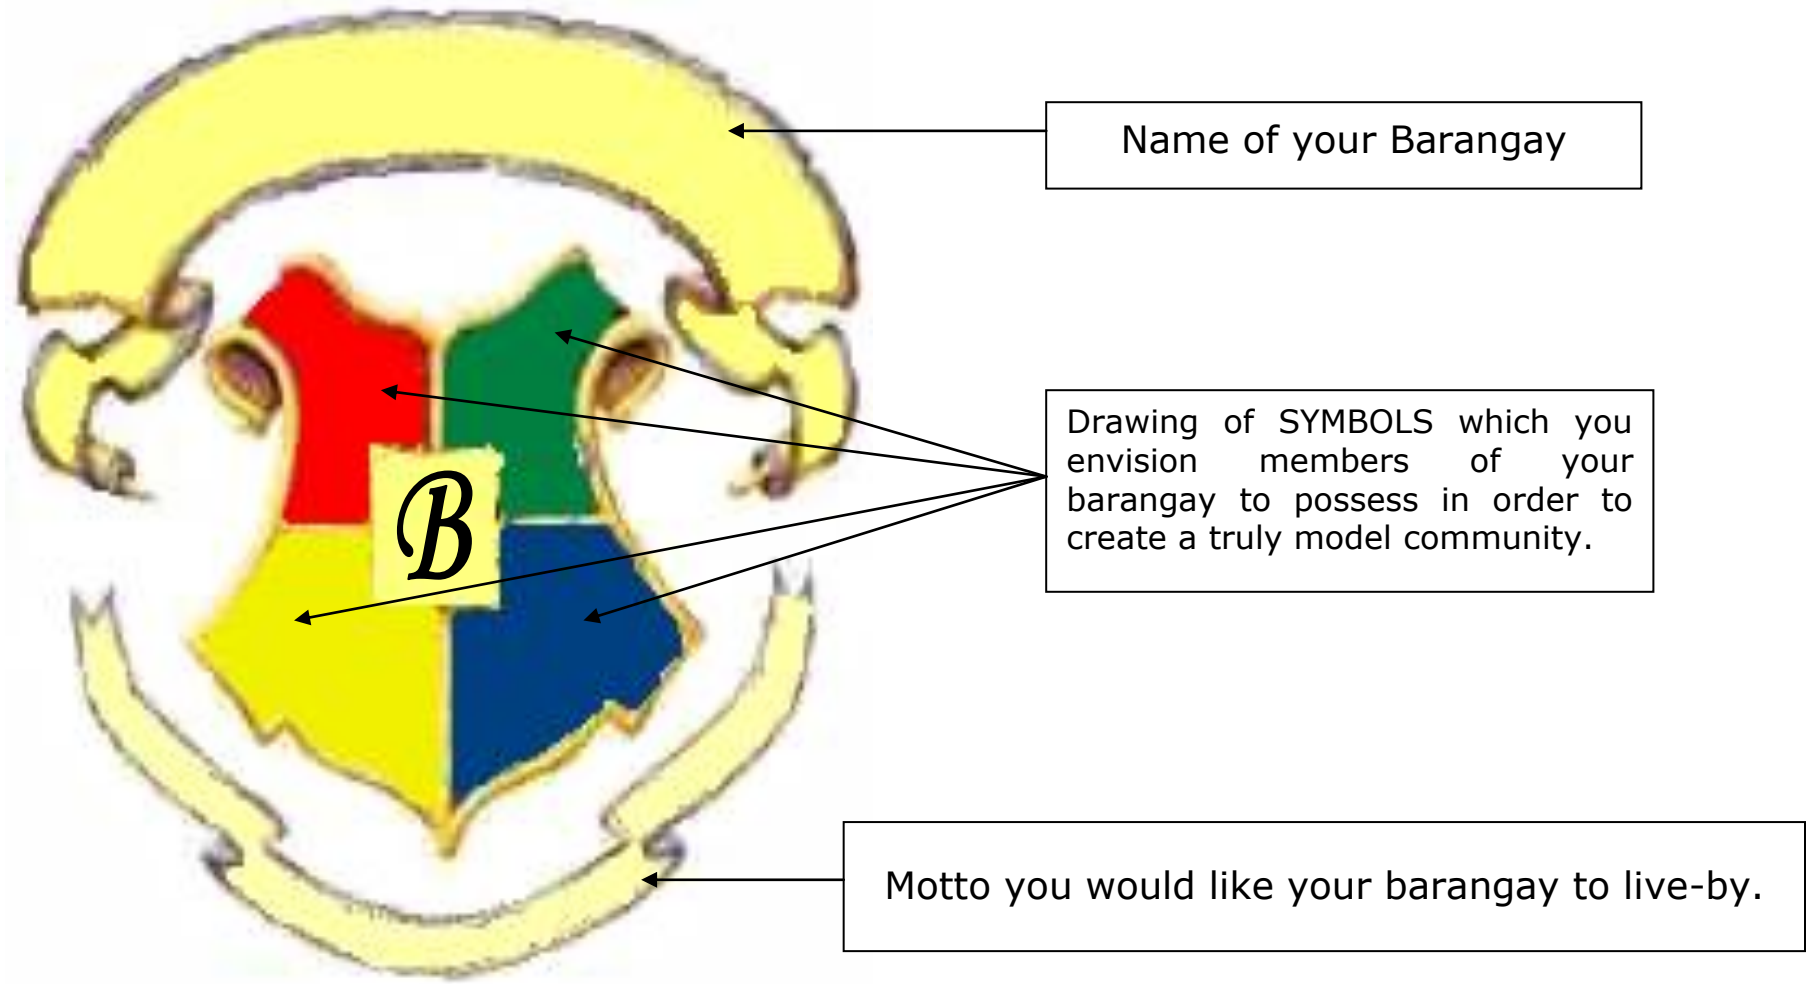 Name of your Barangay
Drawing of SYMBOLS which you
envision members of your
barangay to possess in order to
create a truly model community.
B
Motto you would like your barangay to live-by.